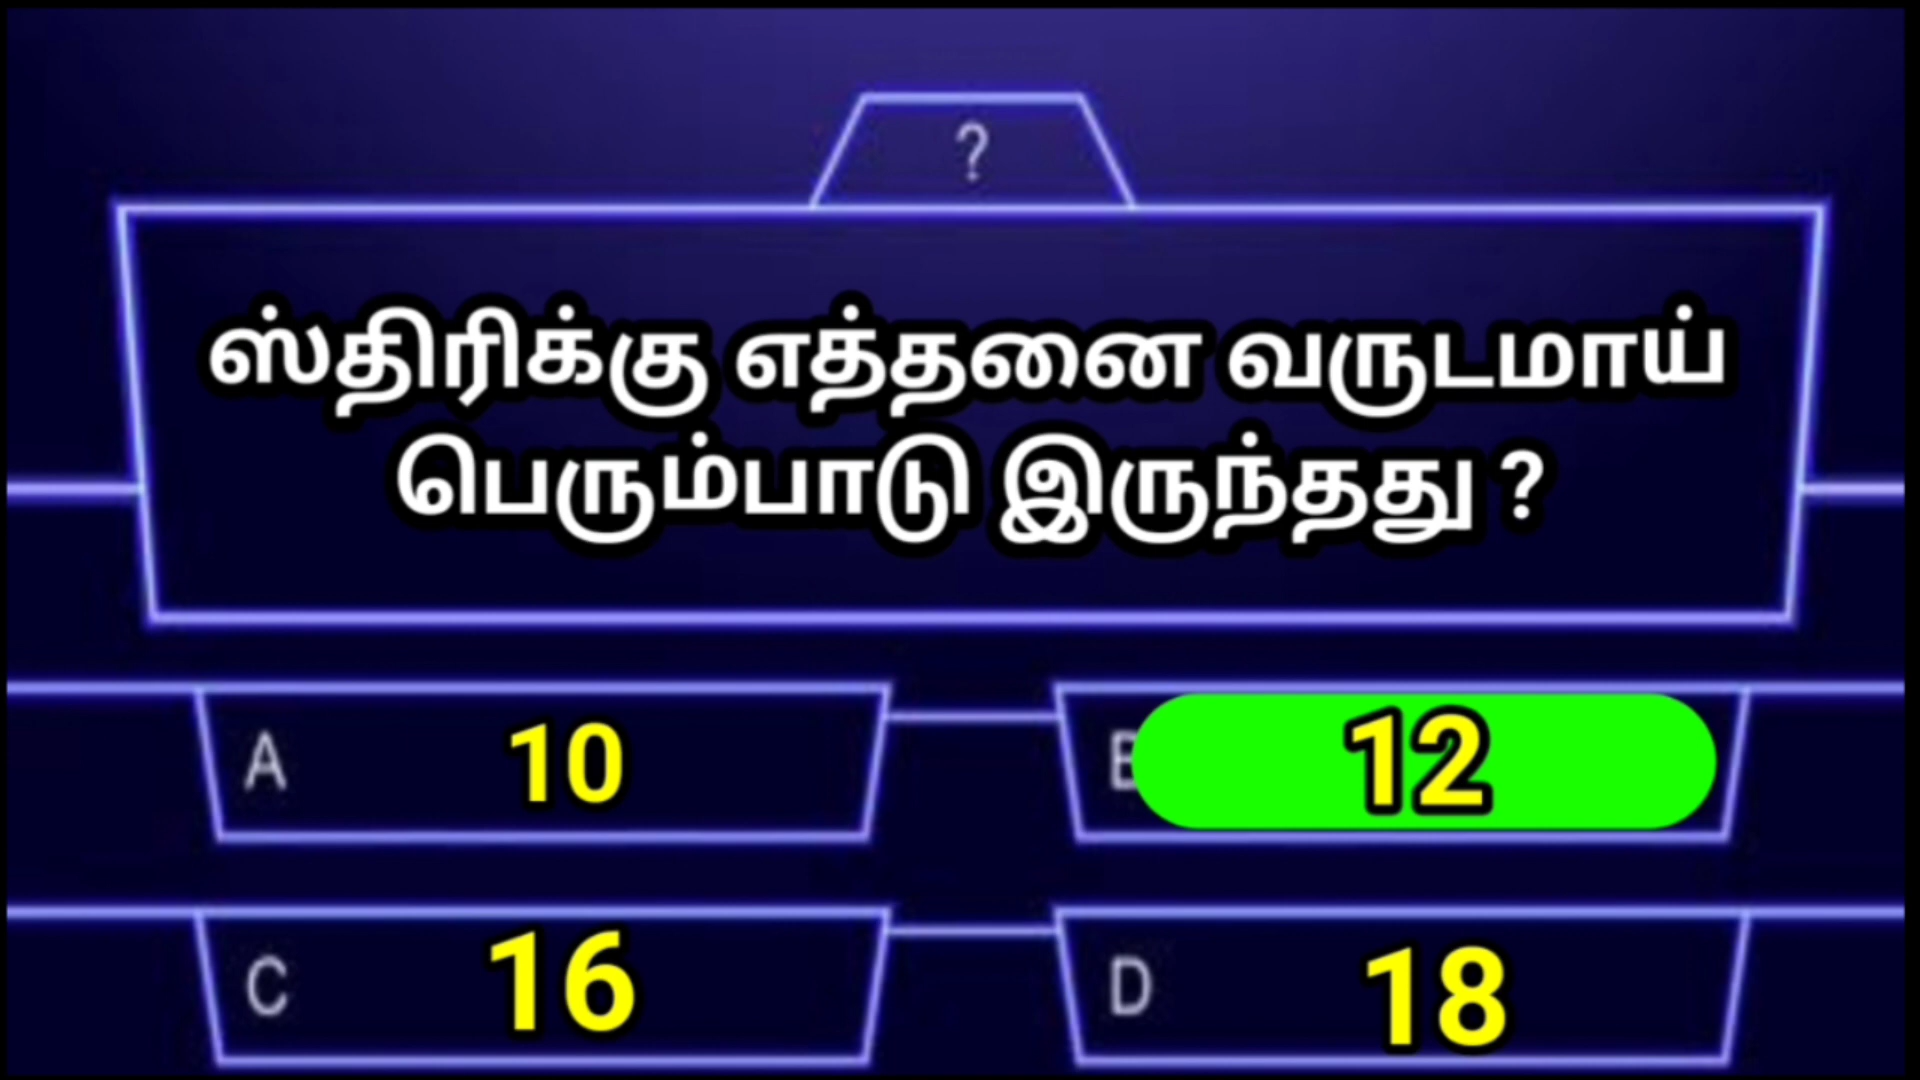 ?
ஸ்திரிக்கு எத்தனை வருடமாய்
பெரும்பாடு இருந்தது ?
A 10
B 12
C 16
D 18